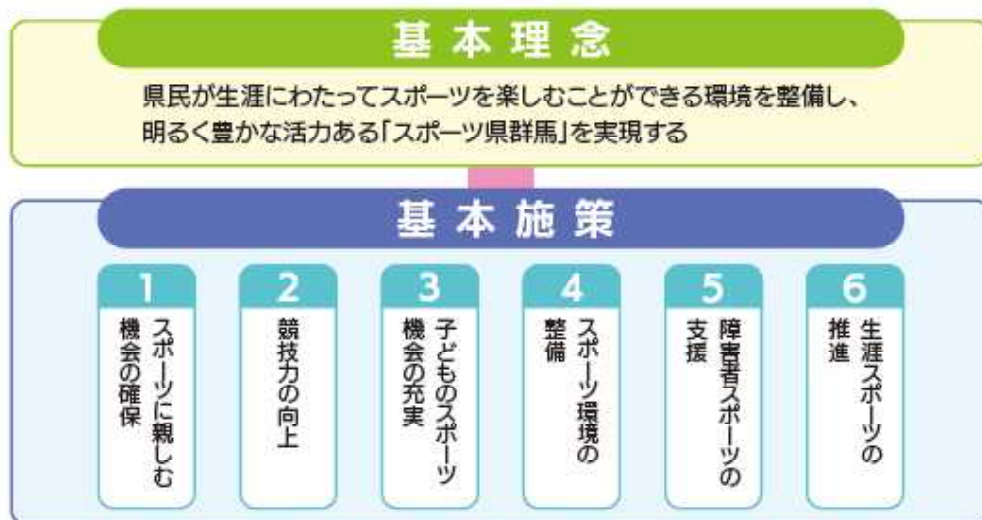 基本理念
県民が生涯にわたってスポーツを楽しむことができる環境を整備し、
明るく豊かな活力ある「スポーツ県群馬」を実現する
基本施策
1
スポーツに親しむ
機会の確保
2
競技力の向上
3
子どものスポーツ
機会の充実
4
スポーツ環境の
整備
5
障害者スポーツの
支援
6
生涯スポーツの
推進